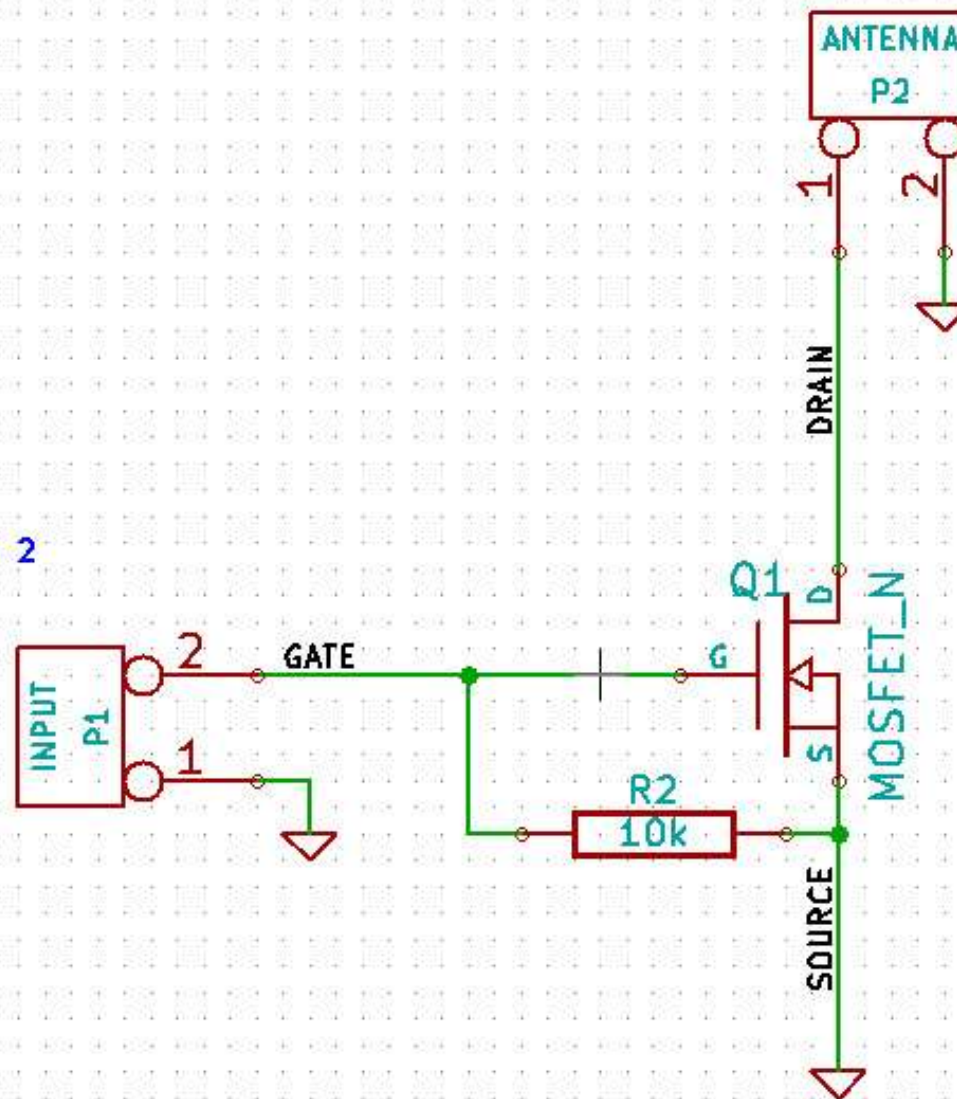 ANTENNA
P2
1
2
DRAIN
2
Q1
D
G
S
MOSFET_N
INPUT
P1
2
1
GATE
R2
10k
SOURCE